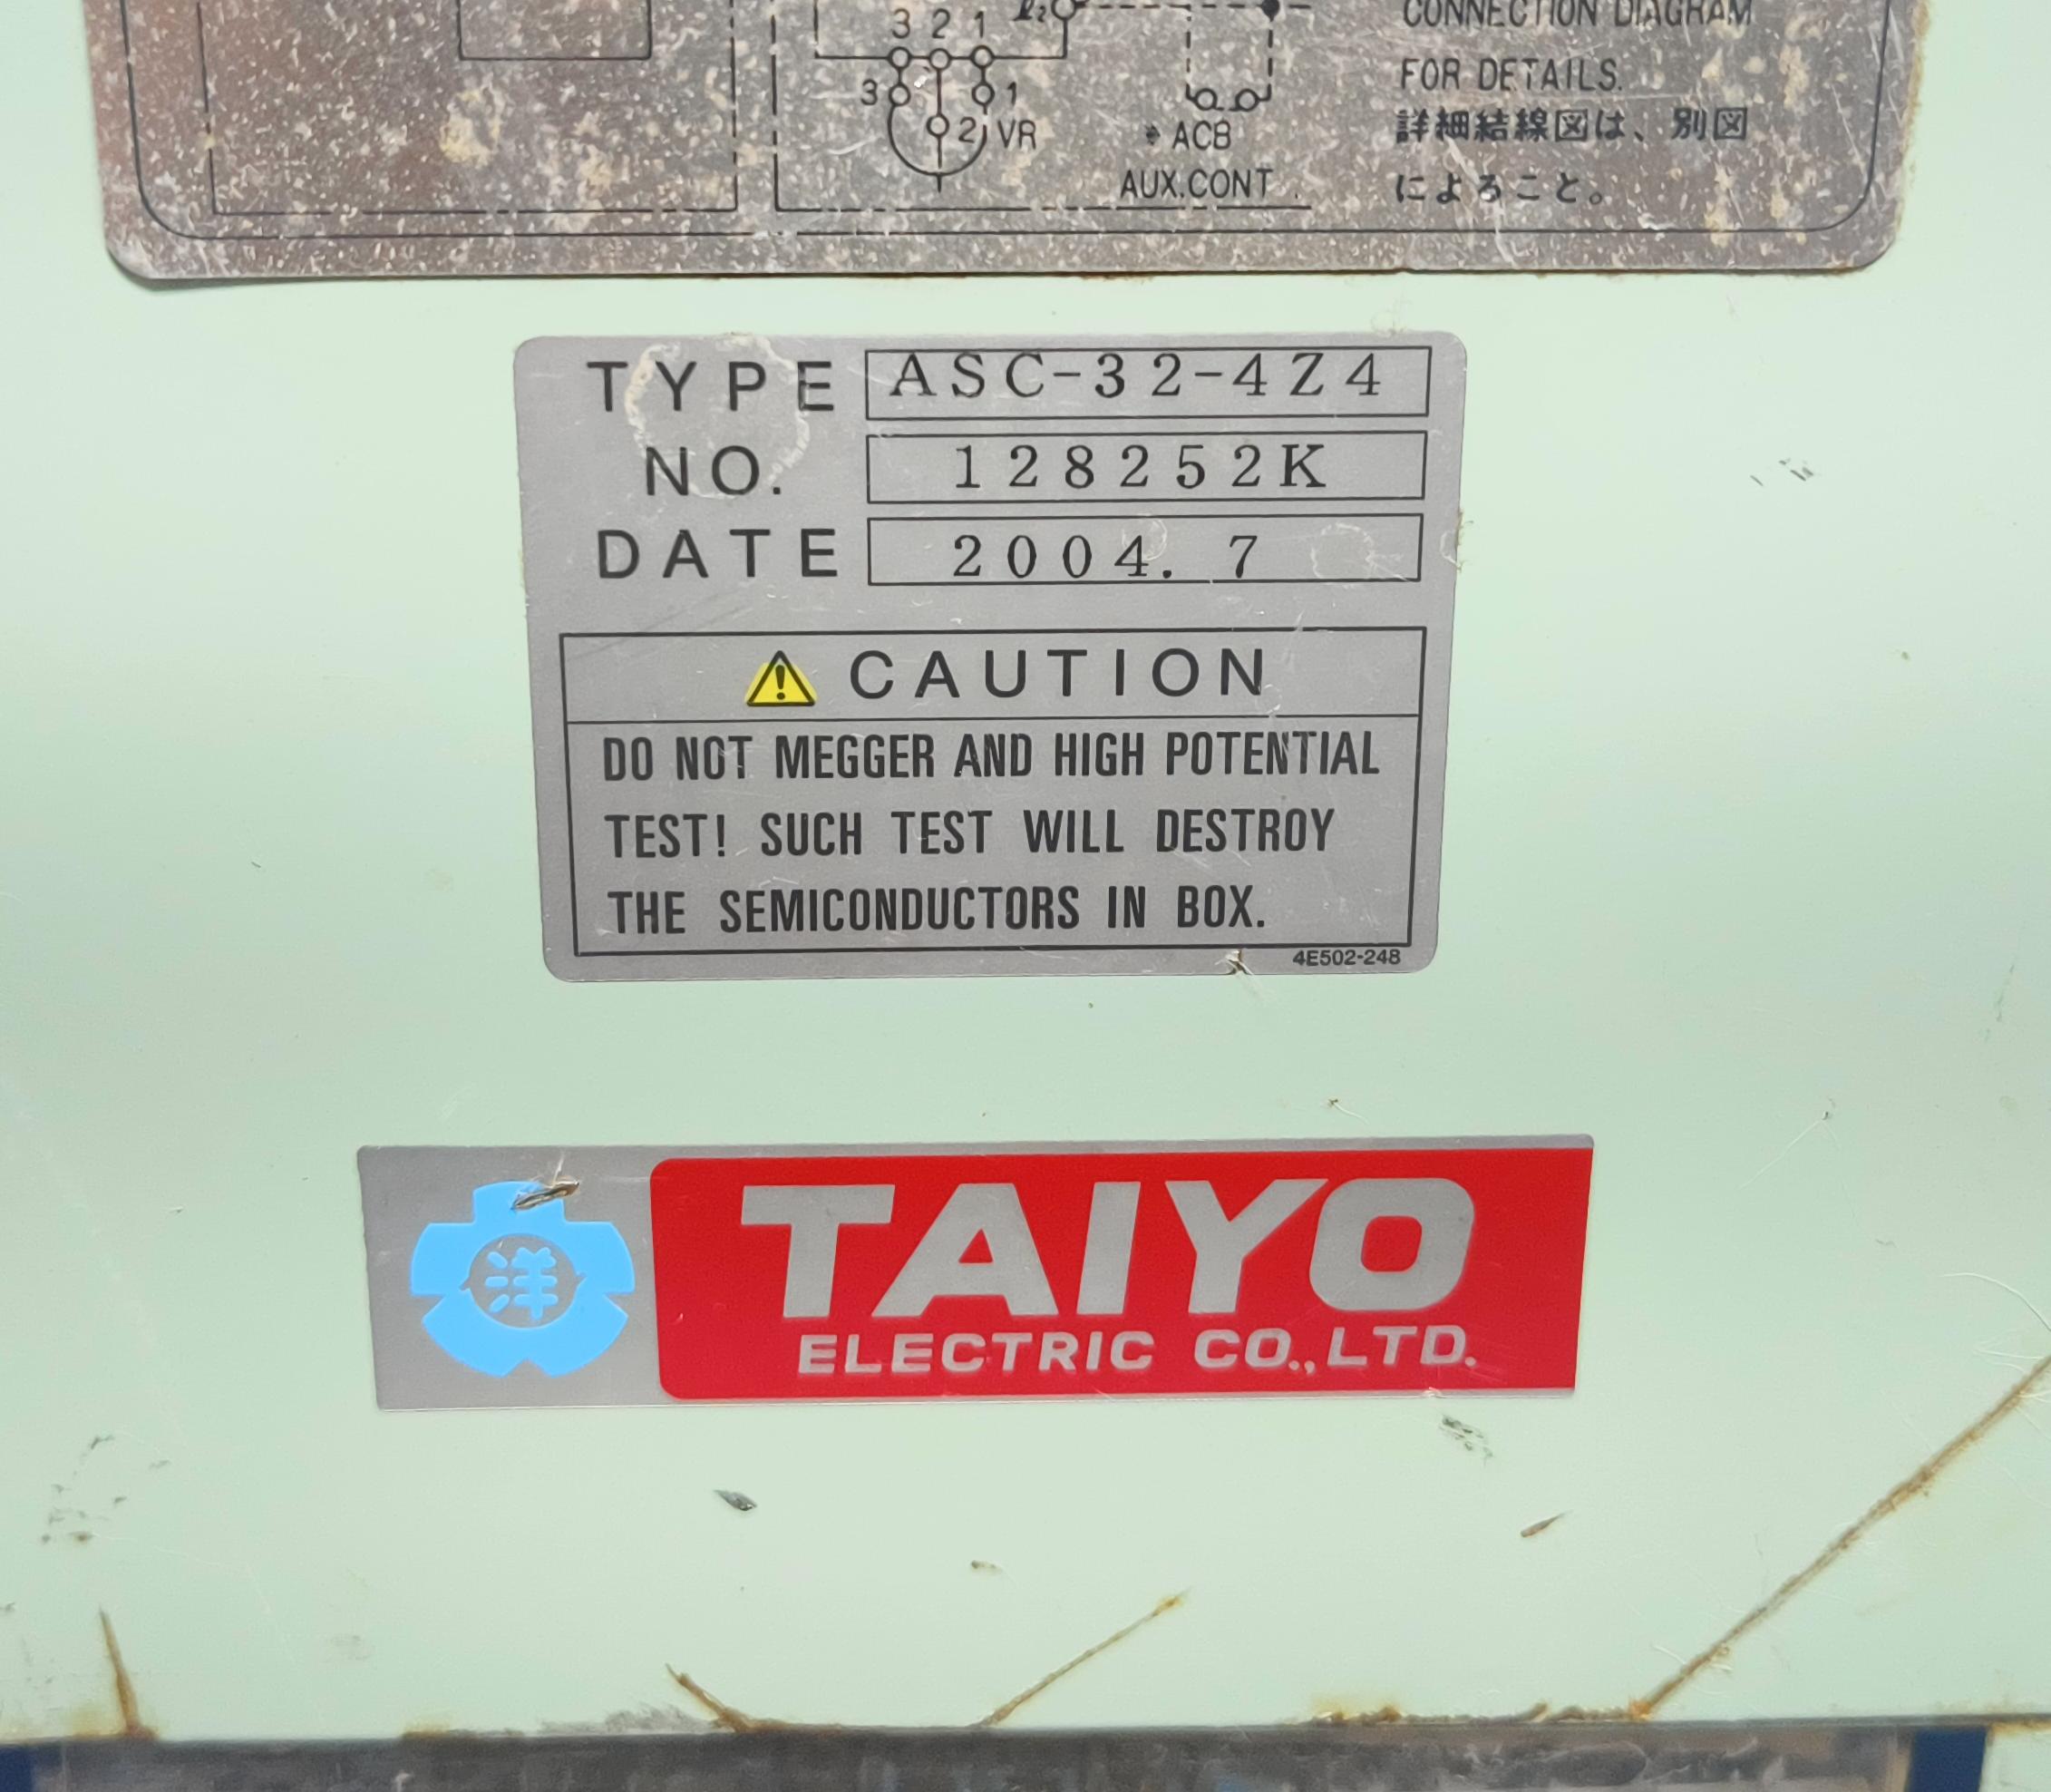 CONNECTION DIAGRAM
FOR DETAILS.
詳細結線図は、別図
によること。
3 2 1
3 1
2 VR
* ACB
AUX.CONT.
TYPE ASC-32-4Z4
NO. 128252K
DATE 2004. 7
CAUTION
DO NOT MEGGER AND HIGH POTENTIAL
TEST! SUCH TEST WILL DESTROY
THE SEMICONDUCTORS IN BOX.
4E502-248
洋
TAIYO
ELECTRIC CO.,LTD.